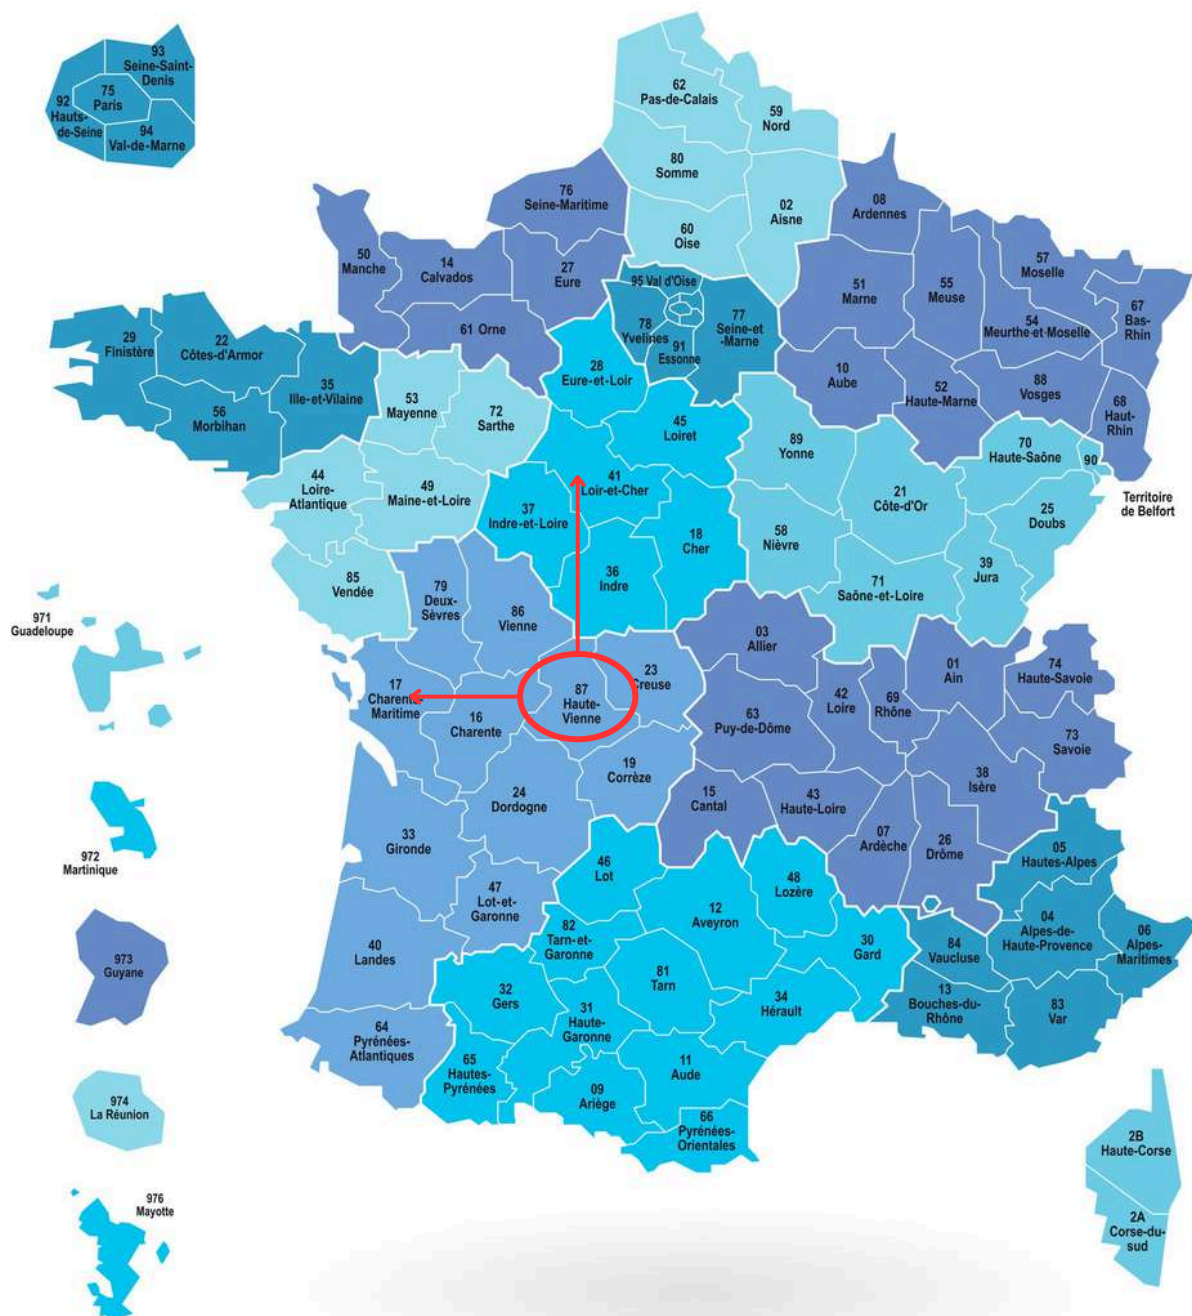 93
Seine-Saint-
Denis
75
Paris
92
Hauts-
de-Seine
94
Val-de-Marne
62
Pas-de-Calais
59
Nord
80
Somme
02
Aisne
60
Oise
76
Seine-Maritime
08
Ardennes
50
Manche
14
Calvados
27
Eure
61 Orne
95 Val d'Oise
78
Yvelines
91
Essonne
77
Seine-et
-Marne
51
Marne
55
Meuse
57
Moselle
54
Meurthe-et-Moselle
67
Bas-
Rhin
10
Aube
52
Haute-Marne
88
Vosges
68
Haut-
Rhin
29
Finistère
22
Côtes-d'Armor
35
Ille-et-Vilaine
56
Morbihan
53
Mayenne
72
Sarthe
28
Eure-et-Loir
45
Loiret
89
Yonne
70
Haute-Saône
90
Territoire
de Belfort
44
Loire-
Atlantique
49
Maine-et-Loire
37
Indre-et-Loire
41
Loir-et-Cher
18
Cher
58
Nièvre
21
Côte-d'Or
25
Doubs
39
Jura
71
Saône-et-Loire
85
Vendée
79
Deux-
Sèvres
86
Vienne
36
Indre
03
Allier
01
Ain
74
Haute-Savoie
971
Guadeloupe
17
Charente-
Maritime
16
Charente
87
Haute-
Vienne
23
Creuse
63
Puy-de-Dôme
42
Loire
69
Rhône
73
Savoie
38
Isère
19
Corrèze
24
Dordogne
15
Cantal
43
Haute-Loire
07
Ardèche
26
Drôme
05
Hautes-Alpes
972
Martinique
33
Gironde
47
Lot-et-
Garonne
46
Lot
48
Lozère
12
Aveyron
82
Tarn-et-
Garonne
30
Gard
84
Vaucluse
04
Alpes-de-
Haute-Provence
06
Alpes-
Maritimes
973
Guyane
40
Landes
32
Gers
31
Haute-
Garonne
81
Tarn
34
Hérault
13
Bouches-du-
Rhône
83
Var
64
Pyrénées-
Atlantiques
65
Hautes-
Pyrénées
09
Ariège
11
Aude
66
Pyrénées-
Orientales
974
La Réunion
2B
Haute-Corse
2A
Corse-du-
sud
976
Mayotte